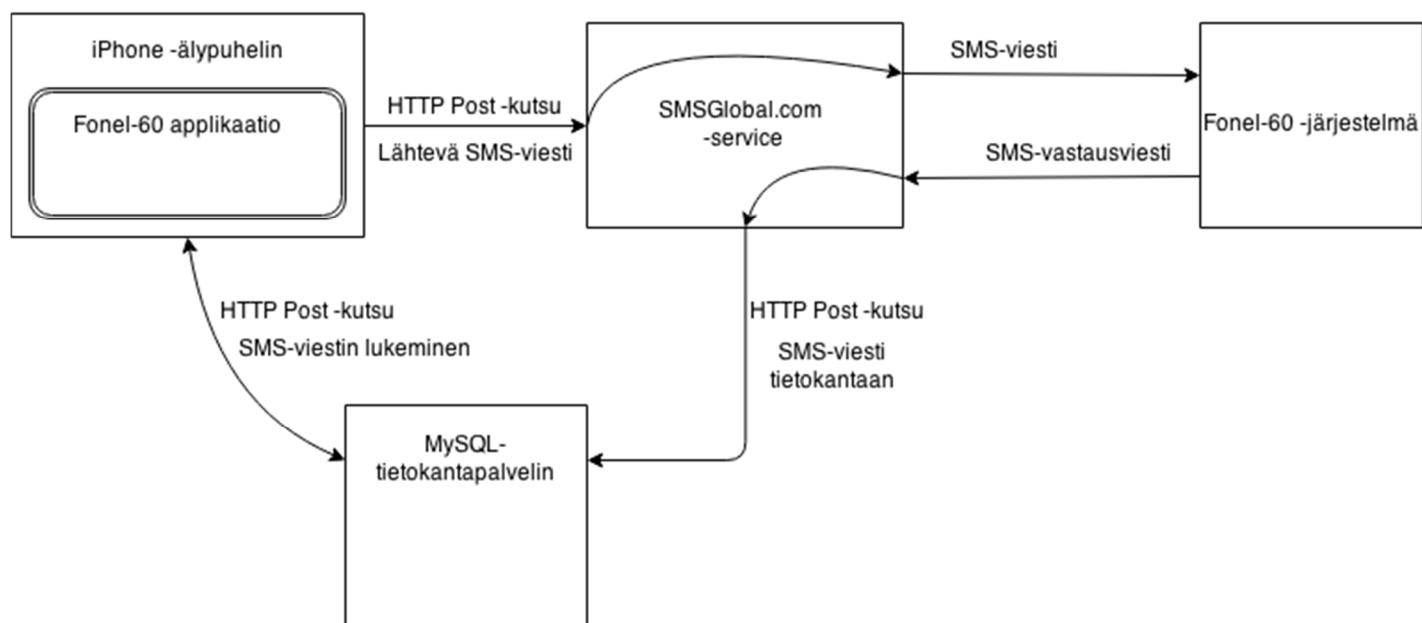 iPhone -älypuhelin
Fonel-60 applikaatio
HTTP Post -kutsu
Lähtevä SMS-viesti
SMSGlobal.com
-service
SMS-viesti
SMS-vastausviesti
Fonel-60 -järjestelmä
HTTP Post -kutsu
SMS-viestin lukeminen
HTTP Post -kutsu
SMS-viesti
tietokantaan
MySQL-
tietokantapalvelin